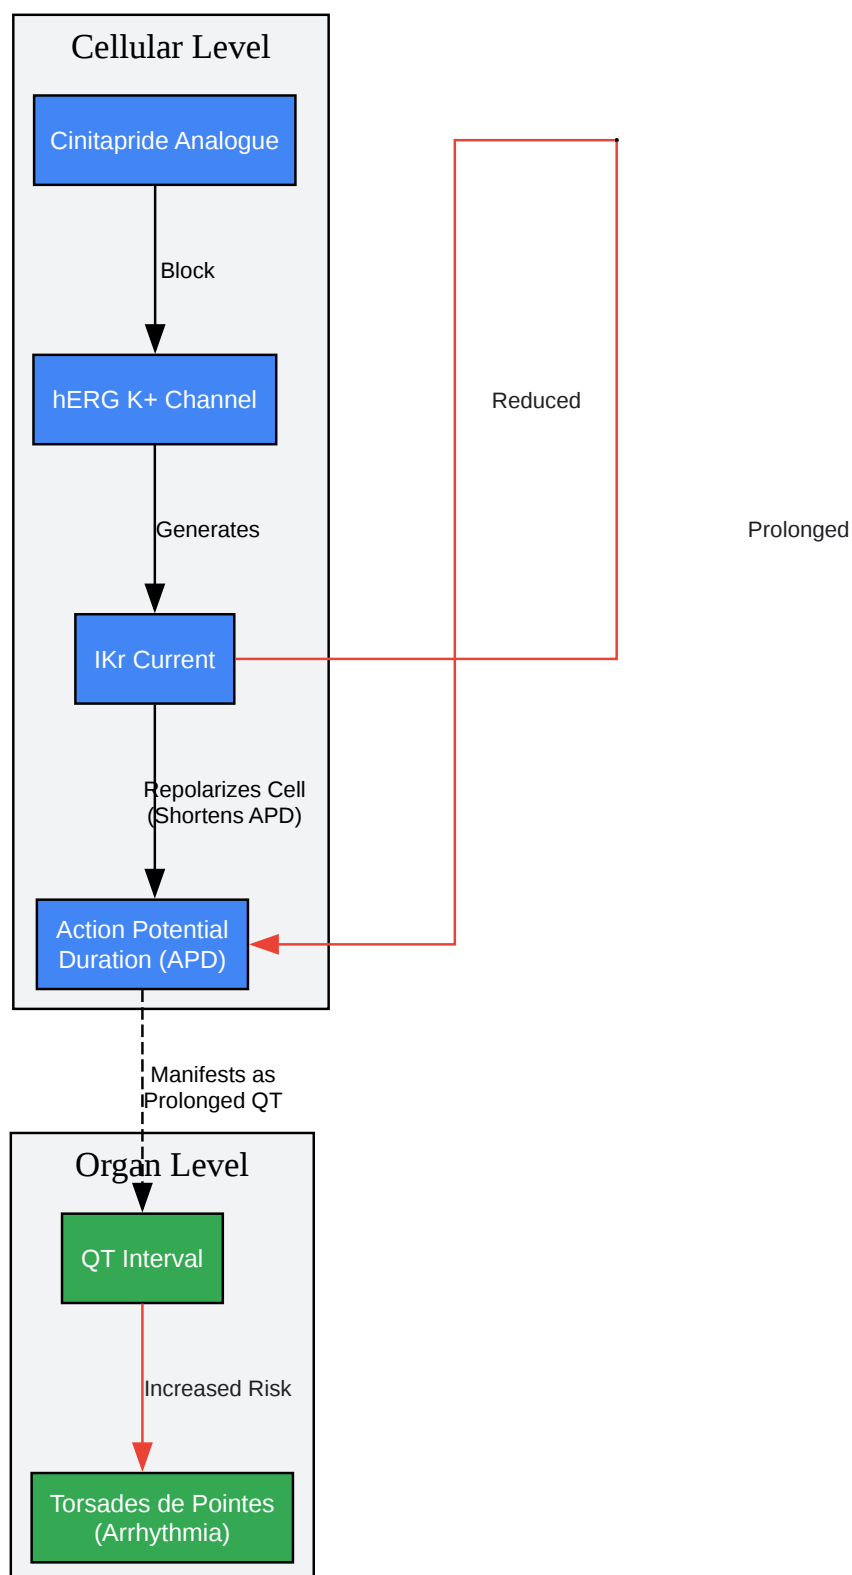 Cellular Level
Cinitapride Analogue
Block
hERG K+ Channel
Reduced
Generates
Prolonged
IKr Current
Repolarizes Cell
(Shortens APD)
Action Potential
Duration (APD)
Manifests as
Prolonged QT
Organ Level
QT Interval
Increased Risk
Torsades de Pointes
(Arrhythmia)